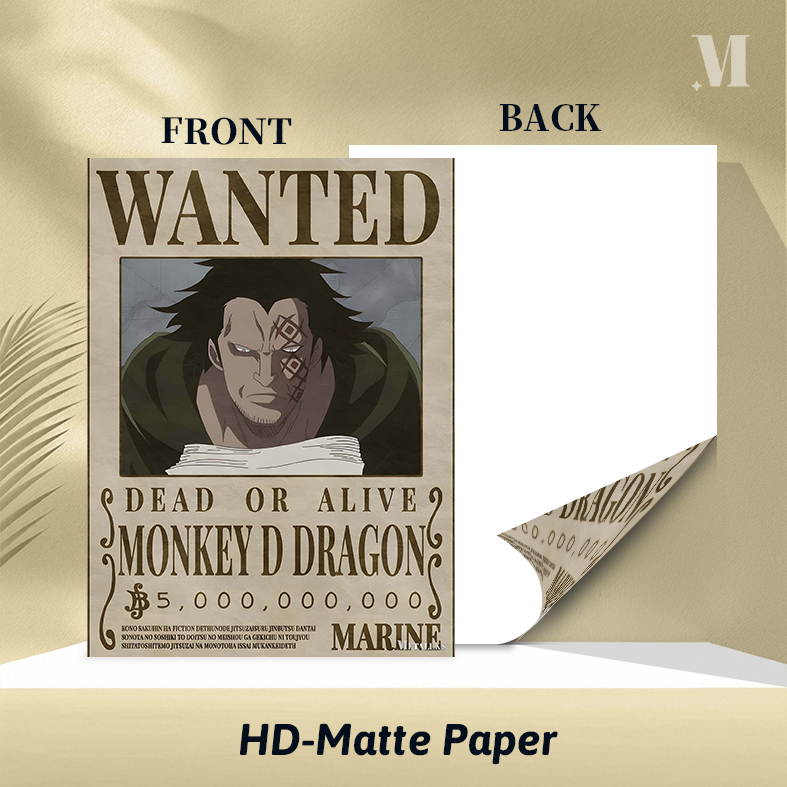 M
FRONT
BACK
WANTED
DEAD OR ALIVE
MONKEY D DRAGON
฿5,000,000,000
KONO SAKUHIN HA FICTION DETHUNODE JITSUZAISURU JINBUTSU DANTAI
SONOTA NO SOSHIKI TO DOITSU NO MEISHOU GA GEKICHU NI TOUJYOU
SHITATOSHITEMO JITSUZAI NA MONOTOHA ISSAI MUKANKEIDETH
MARINE
DRAGON
HD-Matte Paper